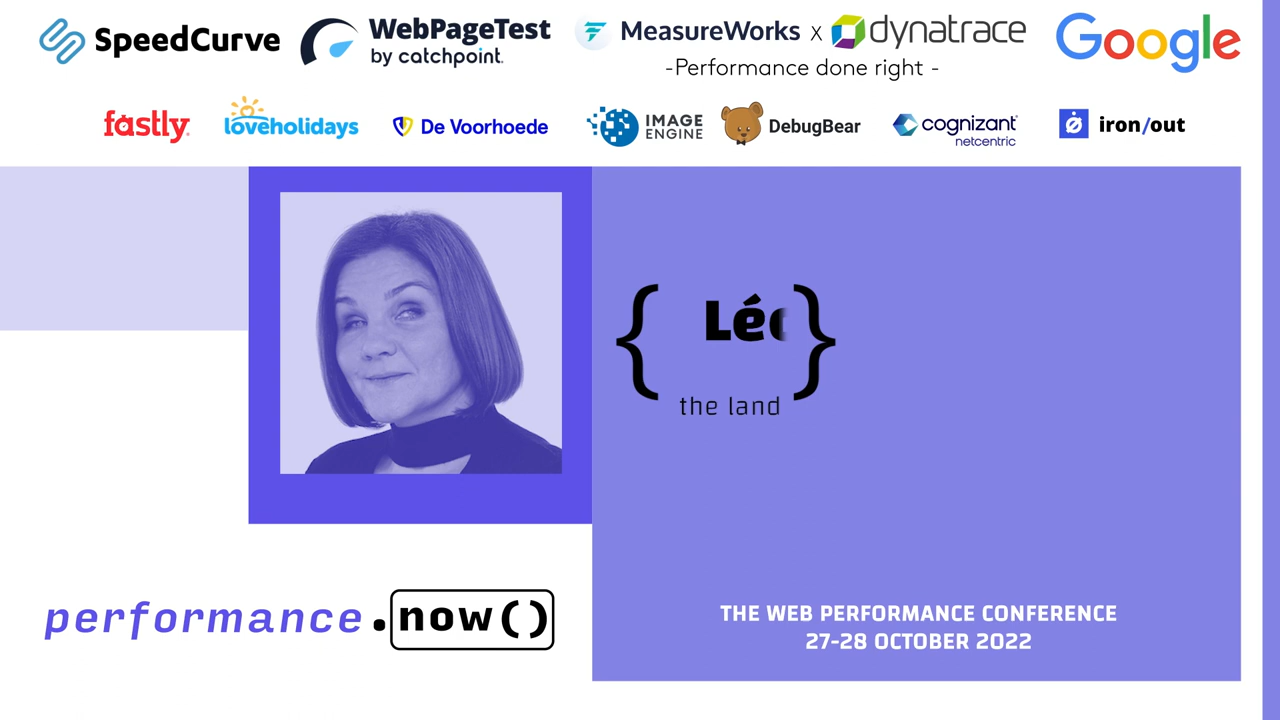 SpeedCurve
WebPageTest
by catchpoint.
MeasureWorks x dynatrace
-Performance done right -
Google
fastly
loveholidays
De Voorhoede
IMAGE
ENGINE
DebugBear
cognizant
netcentric
iron/out
{ Lé }
the land
performance.now()
THE WEB PERFORMANCE CONFERENCE
27-28 OCTOBER 2022